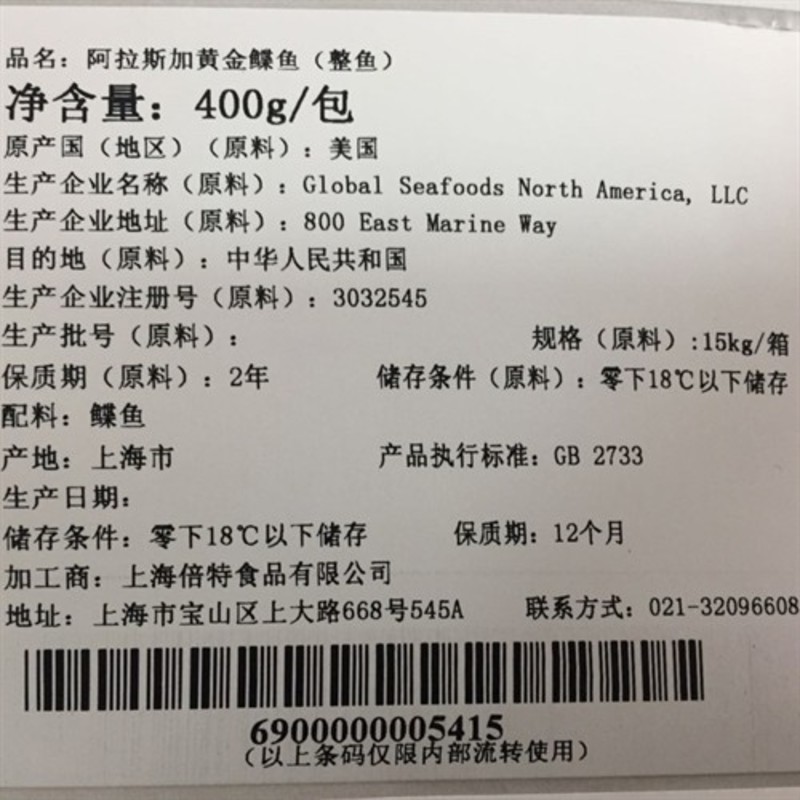 品名：阿拉斯加黄金鲽鱼（整鱼）
净含量：400g/包
原产国（地区）（原料）：美国
生产企业名称（原料）：Global Seafoods North America, LLC
生产企业地址（原料）：800 East Marine Way
目的地（原料）：中华人民共和国
生产企业注册号（原料）：3032545
生产批号（原料）： 规格（原料）:15kg/箱
保质期（原料）：2年 储存条件（原料）：零下18℃以下储存
配料：鲽鱼
产地：上海市 产品执行标准：GB 2733
生产日期：
储存条件：零下18℃以下储存 保质期：12个月
加工商：上海倍特食品有限公司
地址：上海市宝山区上大路668号545A 联系方式：021-32096608
6900000005415
（以上条码仅限内部流转使用）